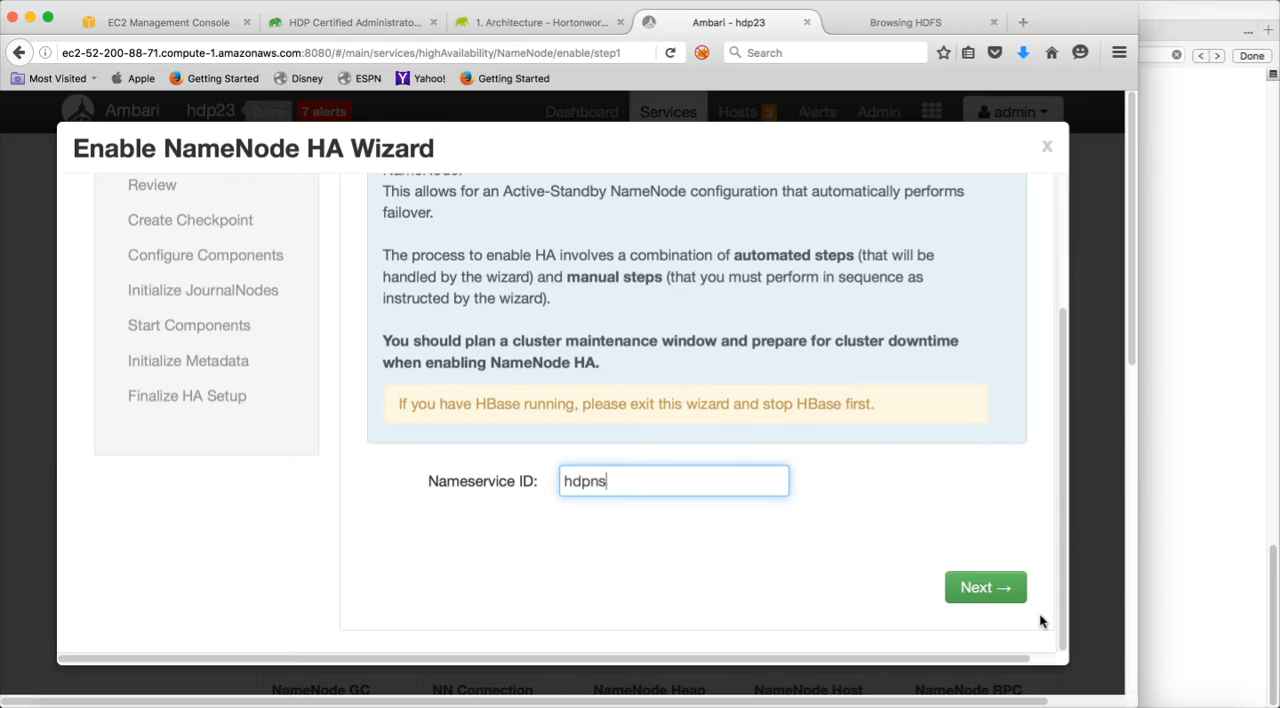 EC2 Management Console
HDP Certified Administrato...
1. Architecture - Hortonwor...
Ambari - hdp23
Browsing HDFS
ec2-52-200-88-71.compute-1.amazonaws.com:8080/#/main/services/highAvailability/NameNode/enable/step1
Search
Done
Most Visited
Apple
Getting Started
Disney
ESPN
Yahoo!
Getting Started
Ambari hdp23 0 ops 7 alerts
Dashboard Services Hosts 3 Alerts Admin admin
Enable NameNode HA Wizard
x
Review
Create Checkpoint
Configure Components
Initialize JournalNodes
Start Components
Initialize Metadata
Finalize HA Setup
NameNode.
This allows for an Active-Standby NameNode configuration that automatically performs
failover.
The process to enable HA involves a combination of automated steps (that will be
handled by the wizard) and manual steps (that you must perform in sequence as
instructed by the wizard).
You should plan a cluster maintenance window and prepare for cluster downtime
when enabling NameNode HA.
If you have HBase running, please exit this wizard and stop HBase first.
Nameservice ID: hdpns
Next →
NameNode GC NN Connection NameNode Heap NameNode Host NameNode RPC